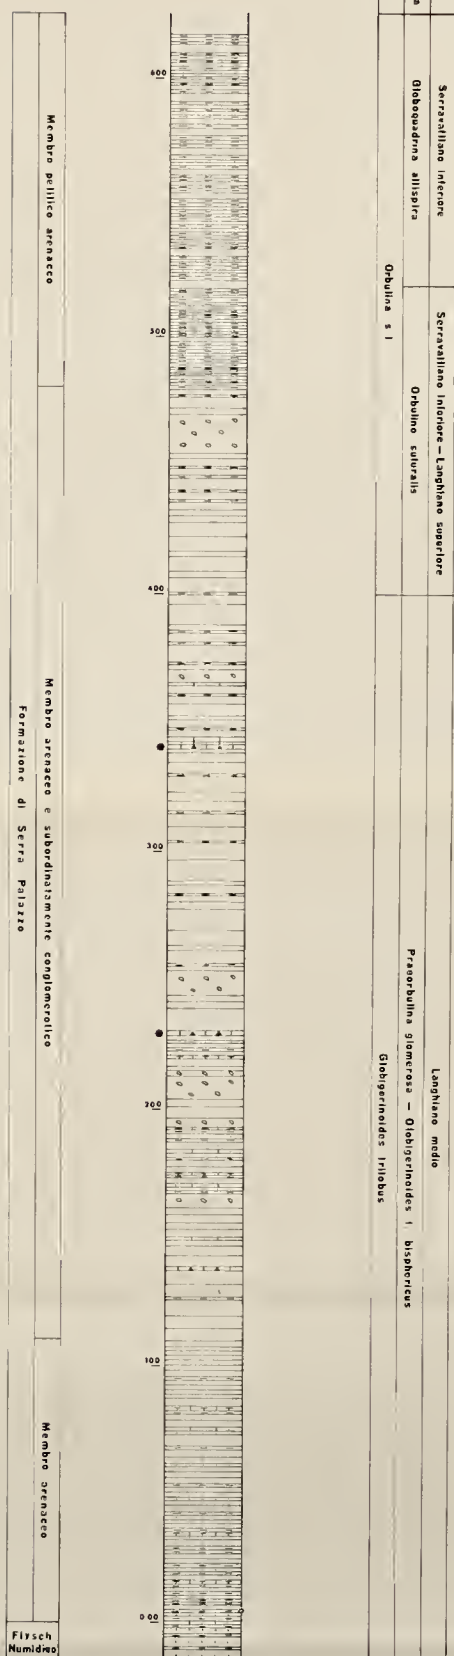 Membro pelitico arenacco
Membro arenaceo e subordinatamente conglomerotico
Membro arenaceo
Formazione di Serra Palazzo
Flysch
Numidico
600
500
400
300
200
100
000
Serravalliano inferiore
Serravalliano inferiore — Langhiano superiore
Langhiano medio
Globoquadrina altispira
Orbulina suturalis
Praeorbulina glomerosa — Globigerinoides t. bisphericus
Orbulina s l
Globigerinoides trilobus